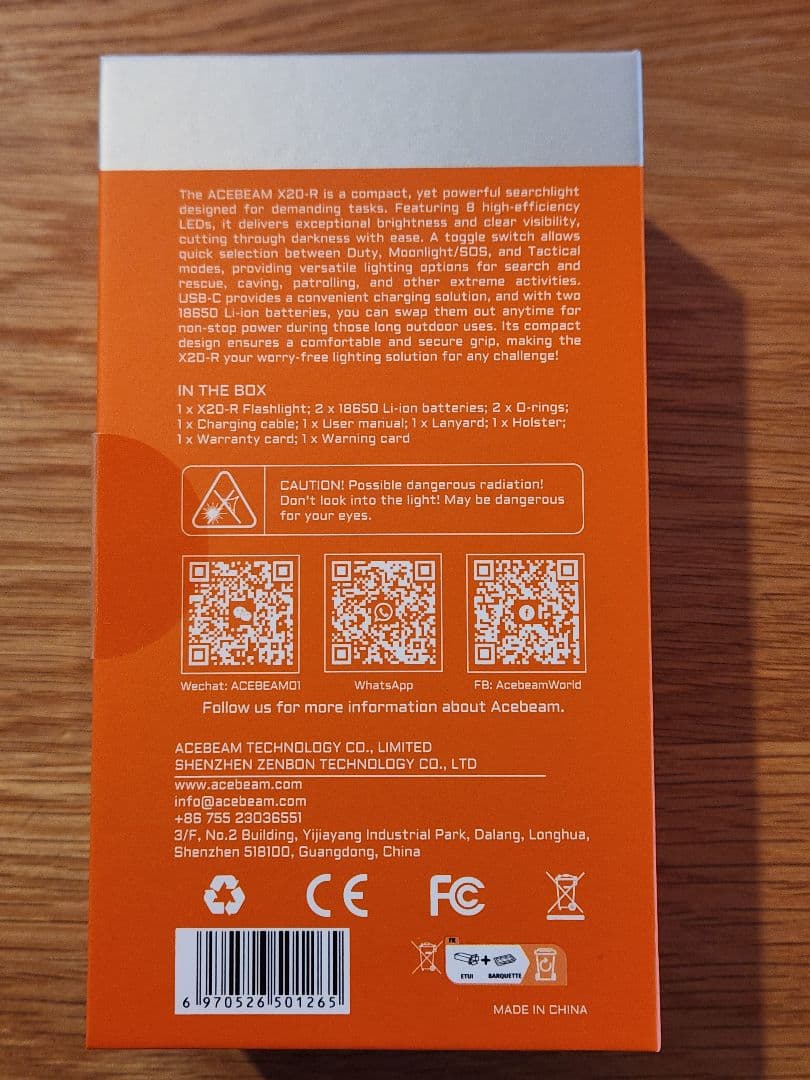 The ACEBEAM X20-R is a compact, yet powerful searchlight
designed for demanding tasks. Featuring 8 high-efficiency
LEDs, it delivers exceptional brightness and clear visibility,
cutting through darkness with ease. A toggle switch allows
quick selection between Duty, Moonlight/SOS, and Tactical
modes, providing versatile lighting options for search and
rescue, caving, patrolling, and other extreme activities.
USB-C provides a convenient charging solution, and with two
18650 Li-ion batteries, you can swap them out anytime for
non-stop power during those long outdoor uses. Its compact
design ensures a comfortable and secure grip, making the
X20-R your worry-free lighting solution for any challenge!
IN THE BOX
1 x X20-R Flashlight; 2 x 18650 Li-ion batteries; 2 x O-rings;
1 x Charging cable; 1 x User manual; 1 x Lanyard; 1 x Holster;
1 x Warranty card; 1 x Warning card
CAUTION! Possible dangerous radiation!
Don't look into the light! May be dangerous
for your eyes.
Wechat: ACEBEAM01
WhatsApp
FB: AcebeamWorld
Follow us for more information about Acebeam.
ACEBEAM TECHNOLOGY CO., LIMITED
SHENZHEN ZENBON TECHNOLOGY CO., LTD
www.acebeam.com
info@acebeam.com
+86 755 23036551
3/F, No.2 Building, Yijiayang Industrial Park, Dalang, Longhua,
Shenzhen 518100, Guangdong, China
CE FC
FR
ETUI + BARQUETTE
6 970526 501265
MADE IN CHINA